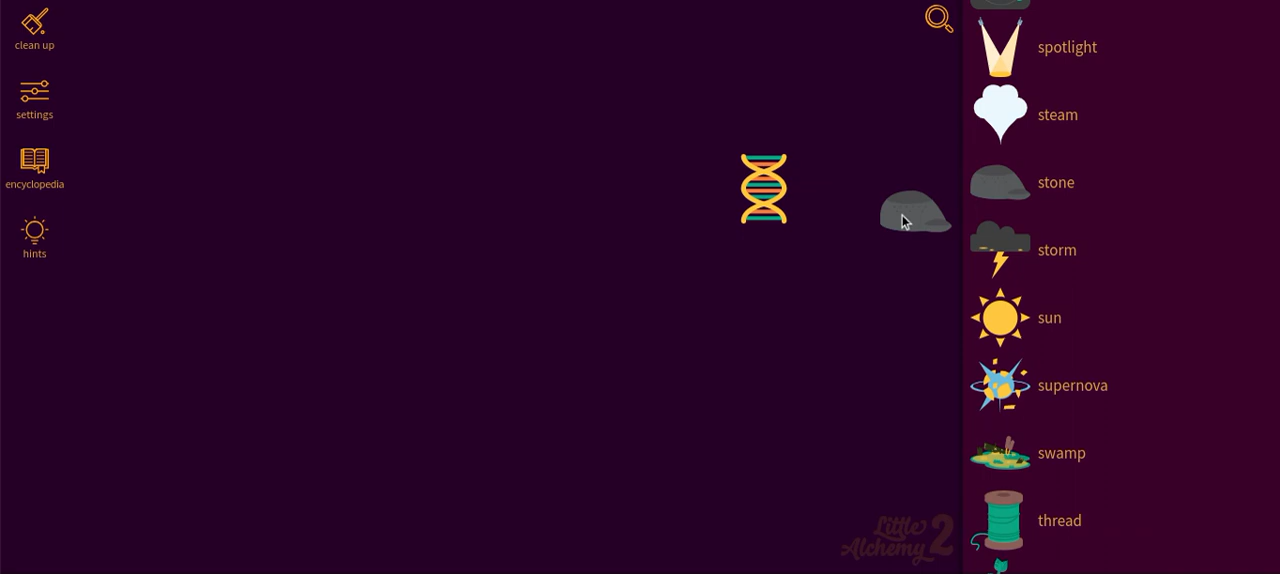 clean up
settings
encyclopedia
hints
spotlight
steam
stone
storm
sun
supernova
swamp
thread
Little
Alchemy 2